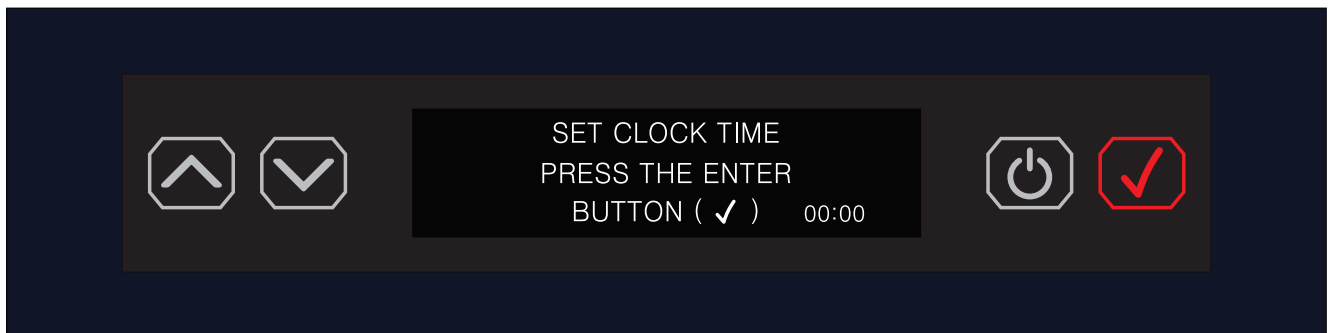 SET CLOCK TIME
PRESS THE ENTER
BUTTON ( ✓ ) 00:00